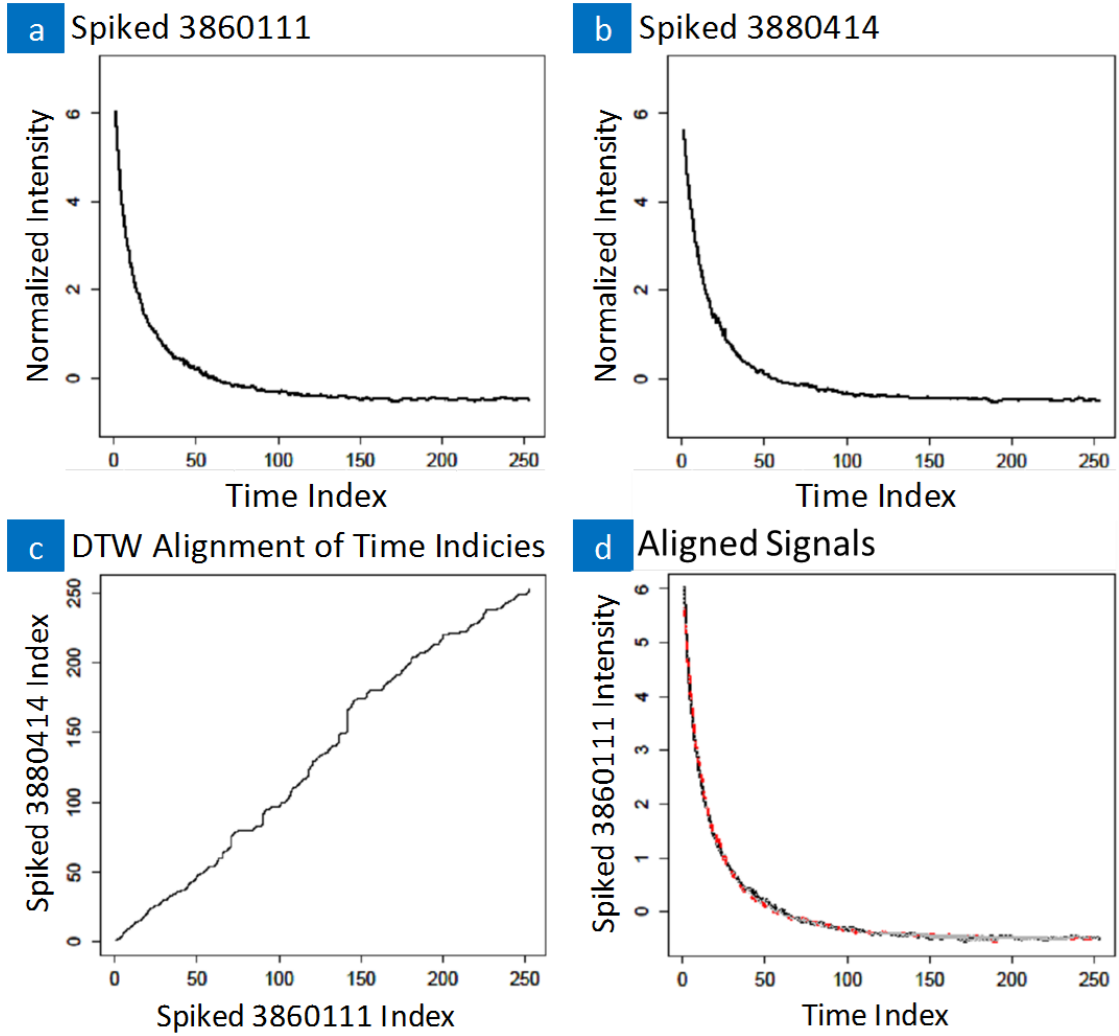 a Spiked 3860111
Normalized Intensity
6
4
2
0
0 50 100 150 200 250
Time Index
b Spiked 3880414
Normalized Intensity
6
4
2
0
0 50 100 150 200 250
Time Index
c DTW Alignment of Time Indicies
Spiked 3880414 Index
250
200
150
100
50
0
0 50 100 150 200 250
Spiked 3860111 Index
d Aligned Signals
Spiked 3860111 Intensity
6
5
4
3
2
1
0
0 50 100 150 200 250
Time Index